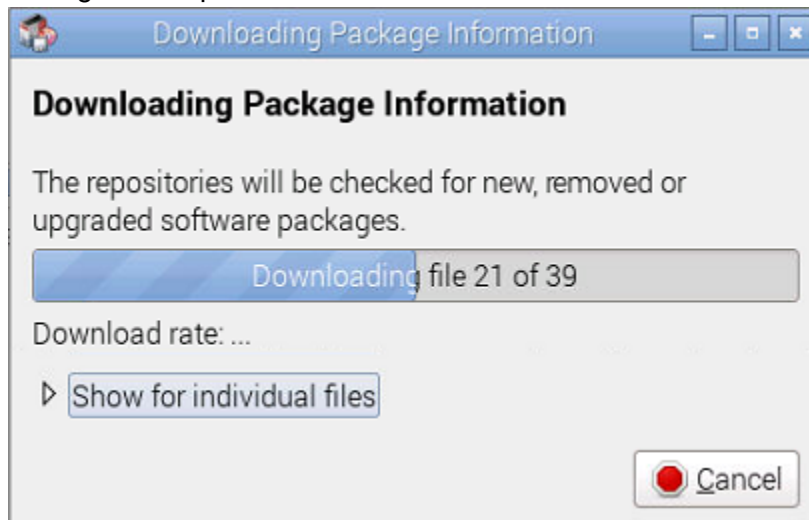 Downloading Package Information
Downloading Package Information
The repositories will be checked for new, removed or
upgraded software packages.
Downloading file 21 of 39
Download rate: ...
Show for individual files
Cancel